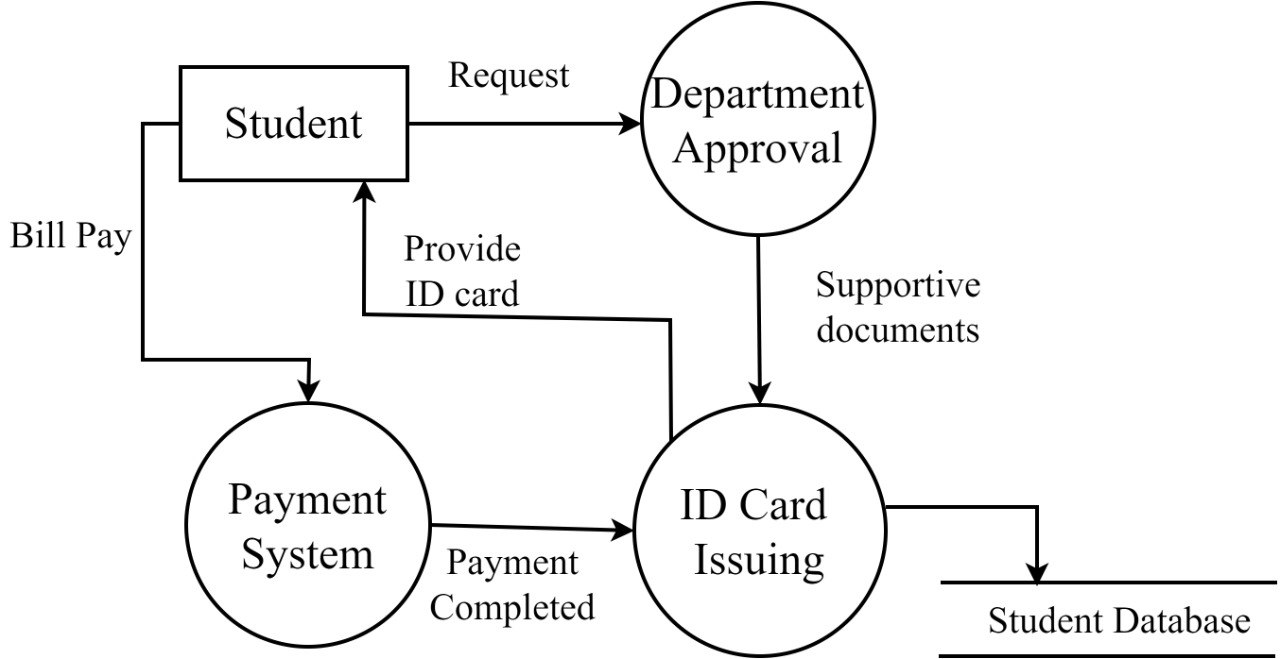 Request
Department
Approval
Student
Bill Pay
Provide
ID card
Supportive
documents
Payment
System
ID Card
Issuing
Payment
Completed
Student Database